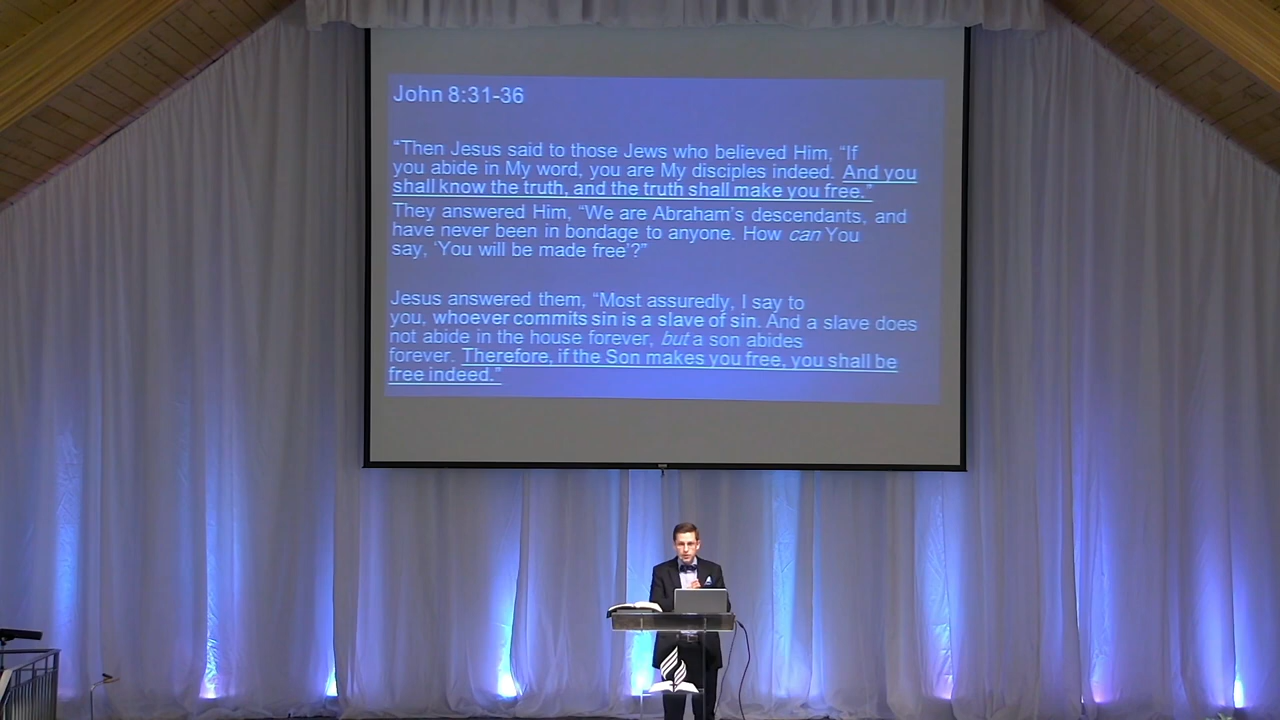 John 8:31-36
“Then Jesus said to those Jews who believed Him, “If
you abide in My word, you are My disciples indeed. And you
shall know the truth, and the truth shall make you free.”
They answered Him, “We are Abraham’s descendants, and
have never been in bondage to anyone. How can You
say, ‘You will be made free’?”
Jesus answered them, “Most assuredly, I say to
you, whoever commits sin is a slave of sin. And a slave does
not abide in the house forever, but a son abides
forever. Therefore, if the Son makes you free, you shall be
free indeed.”